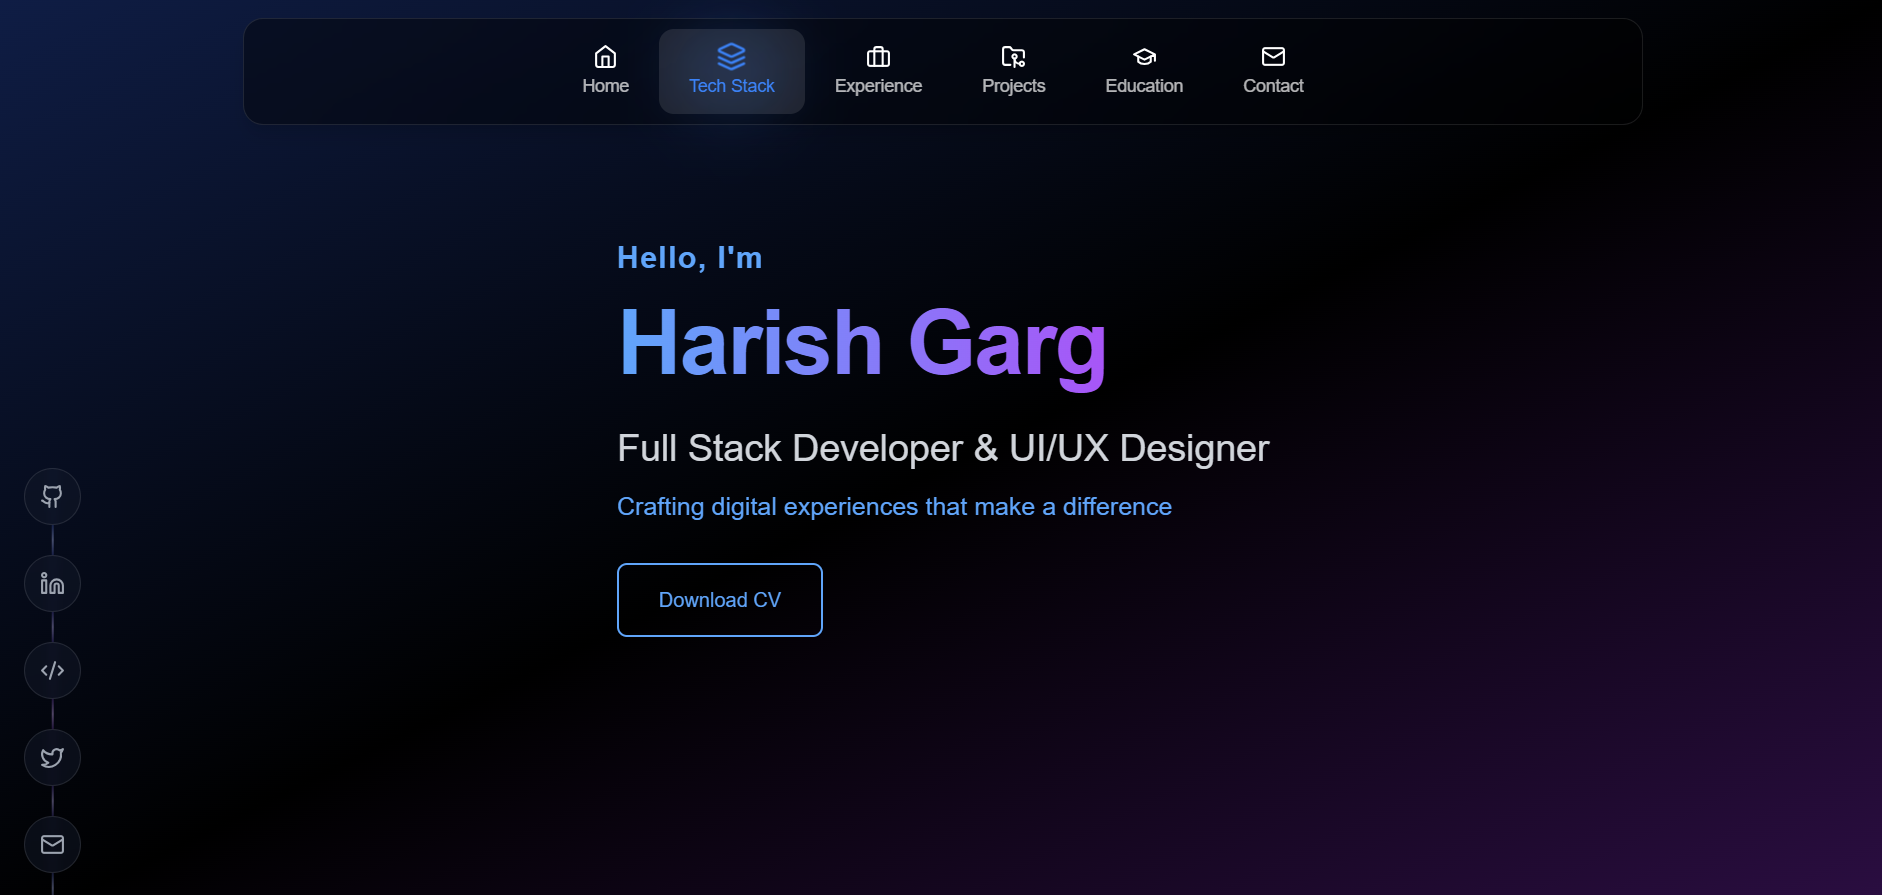 Home
Tech Stack
Experience
Projects
Education
Contact
Hello, I'm
Harish Garg
Full Stack Developer & UI/UX Designer
Crafting digital experiences that make a difference
Download CV